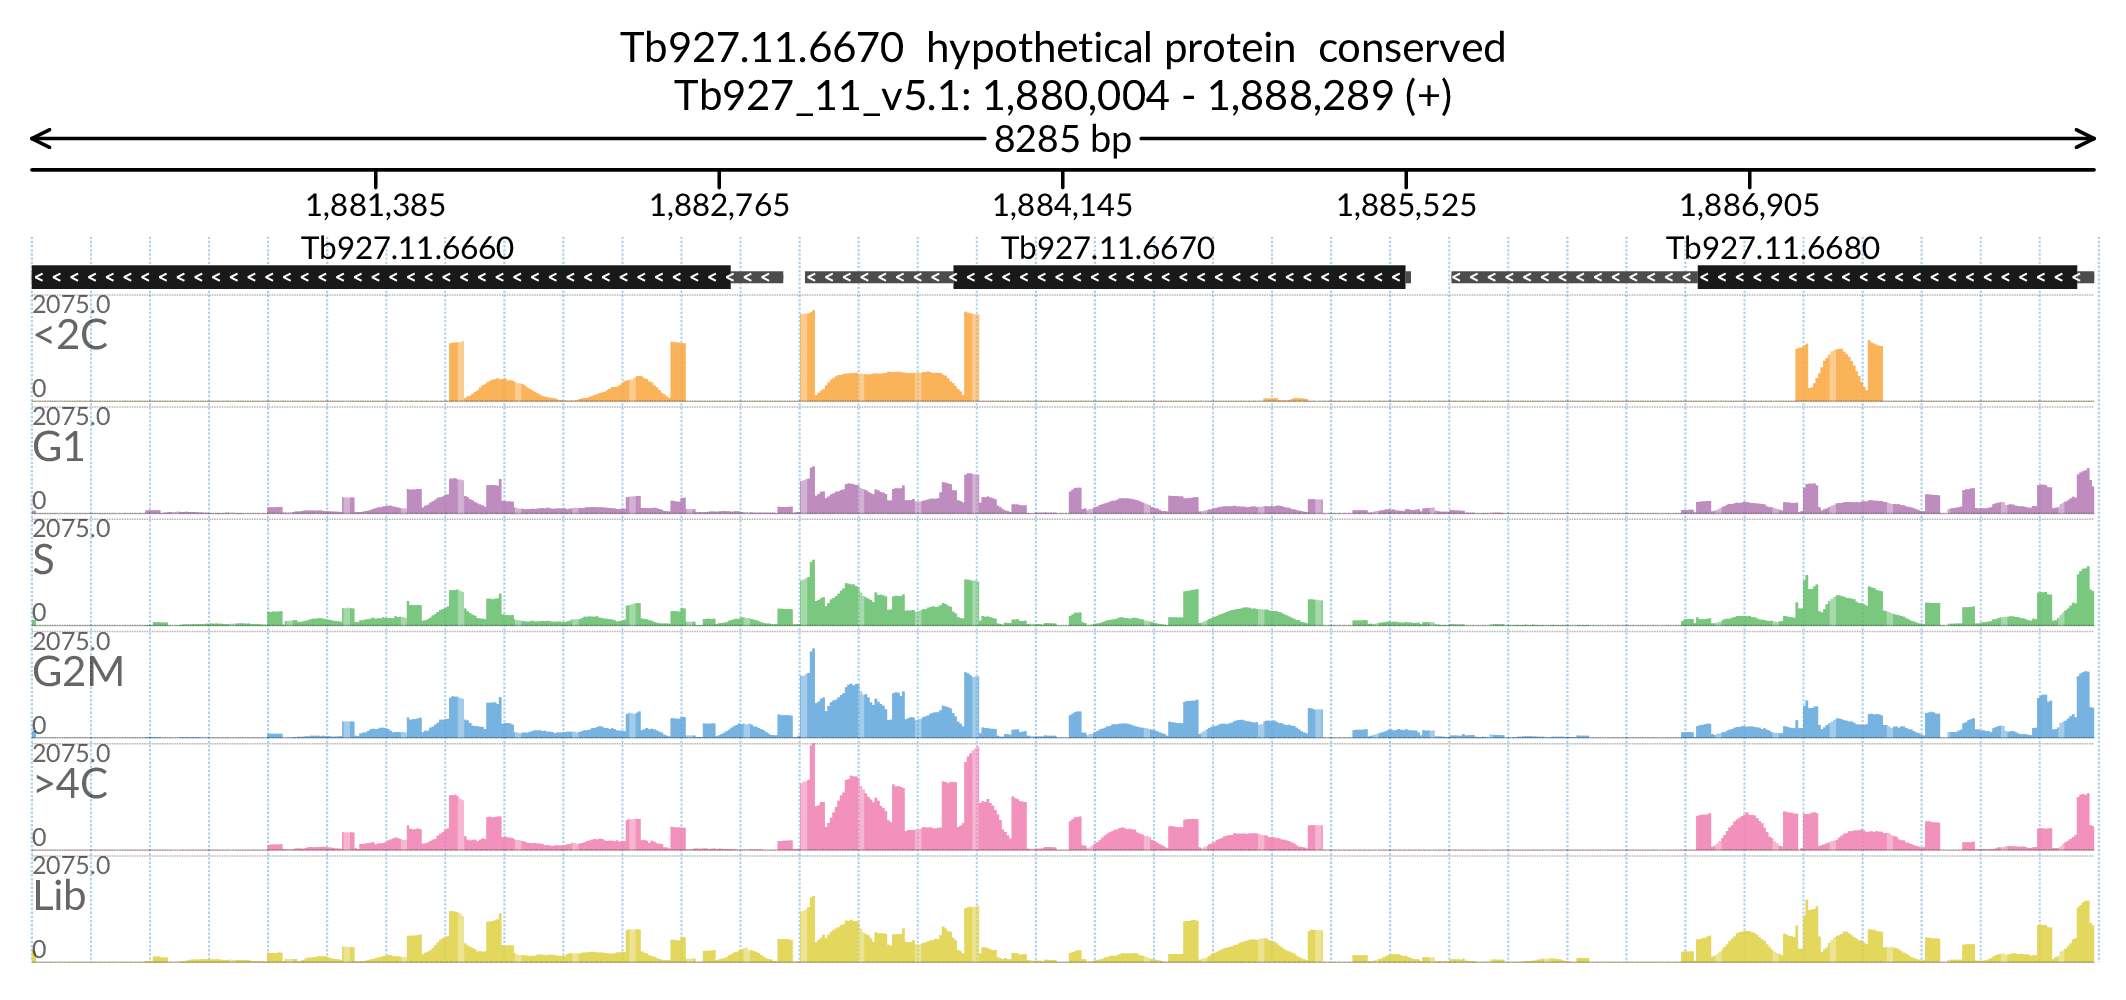 Tb927.11.6670  hypothetical protein  conserved
Tb927_11_v5.1: 1,880,004 - 1,888,289 (+)
8285 bp
1,881,385 1,882,765 1,884,145 1,885,525 1,886,905
Tb927.11.6660 Tb927.11.6670 Tb927.11.6680
2075.0
<2C
0
2075.0
G1
0
2075.0
S
0
2075.0
G2M
0
2075.0
>4C
0
2075.0
Lib
0